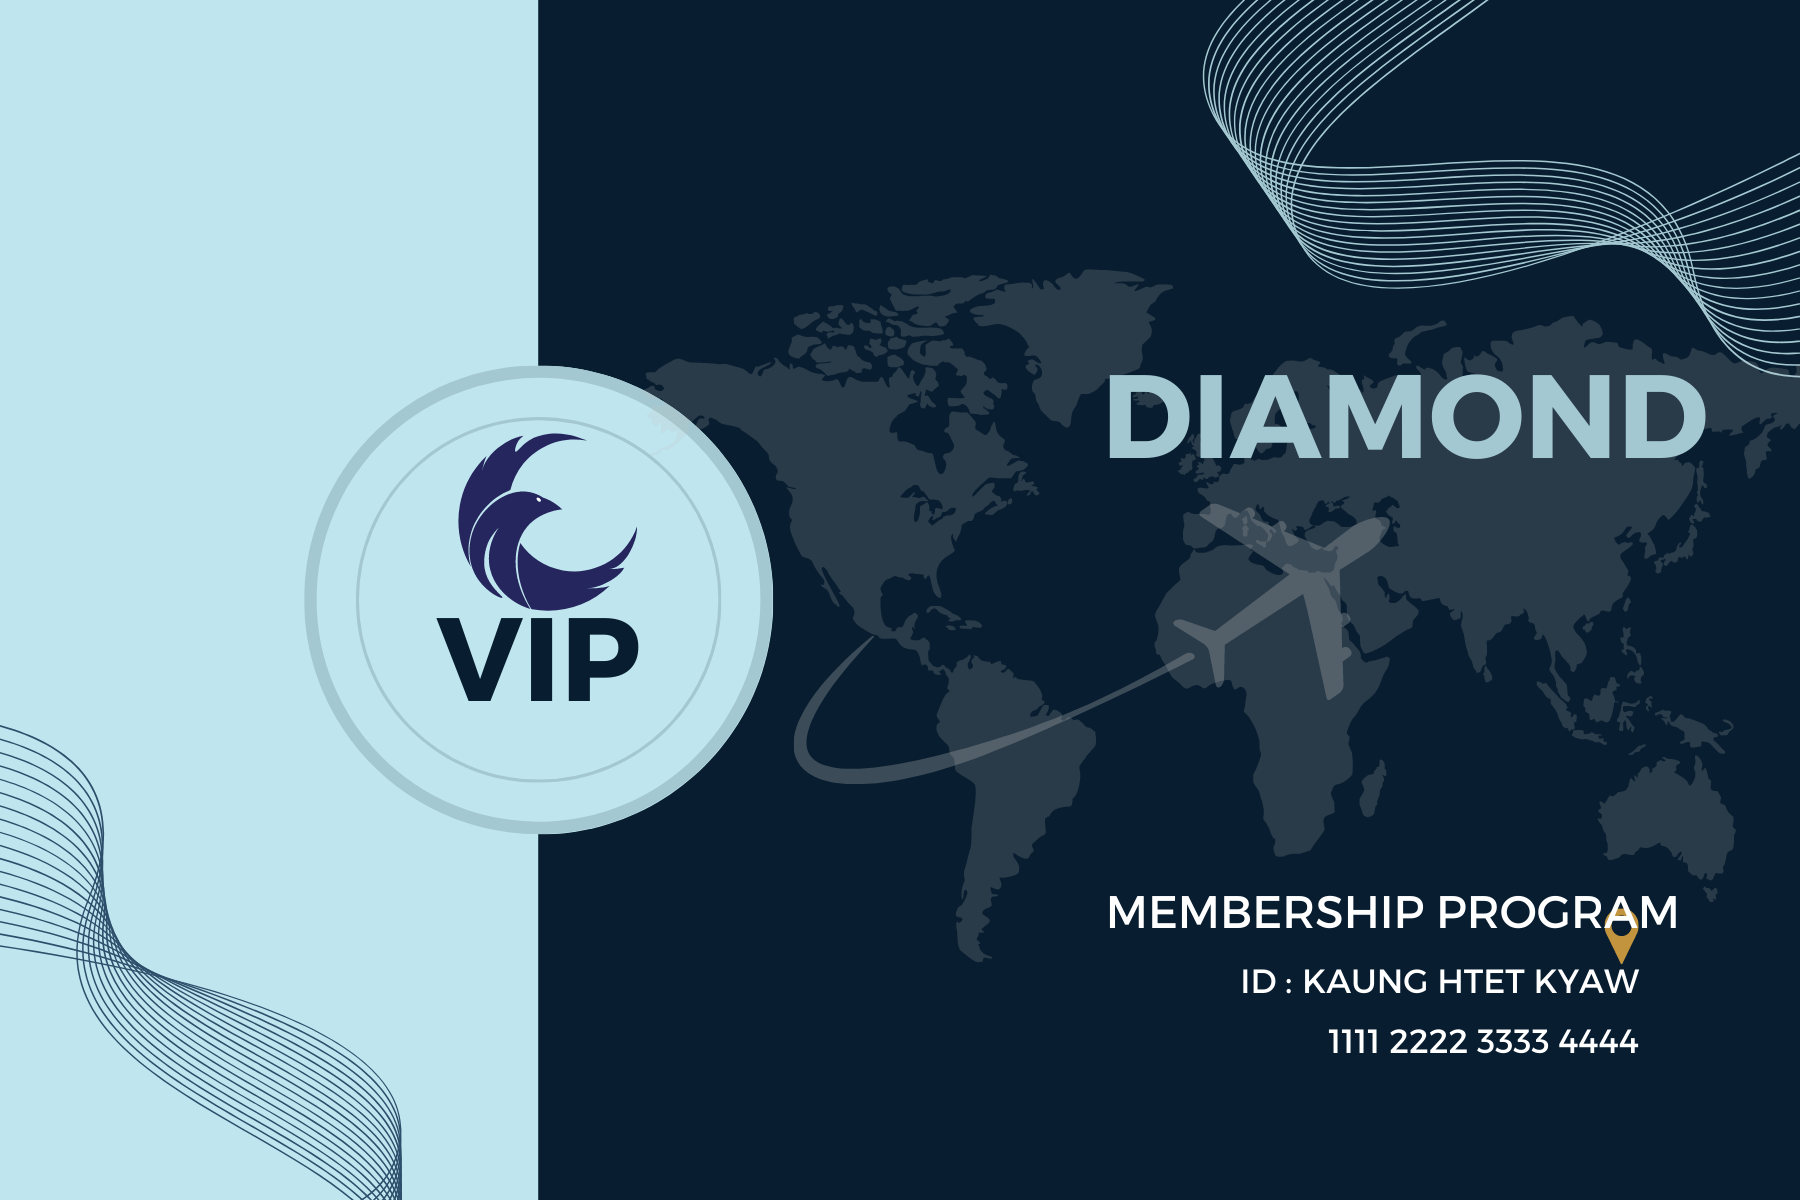 VIP
DIAMOND
MEMBERSHIP PROGRAM
ID : KAUNG HTET KYAW
1111 2222 3333 4444